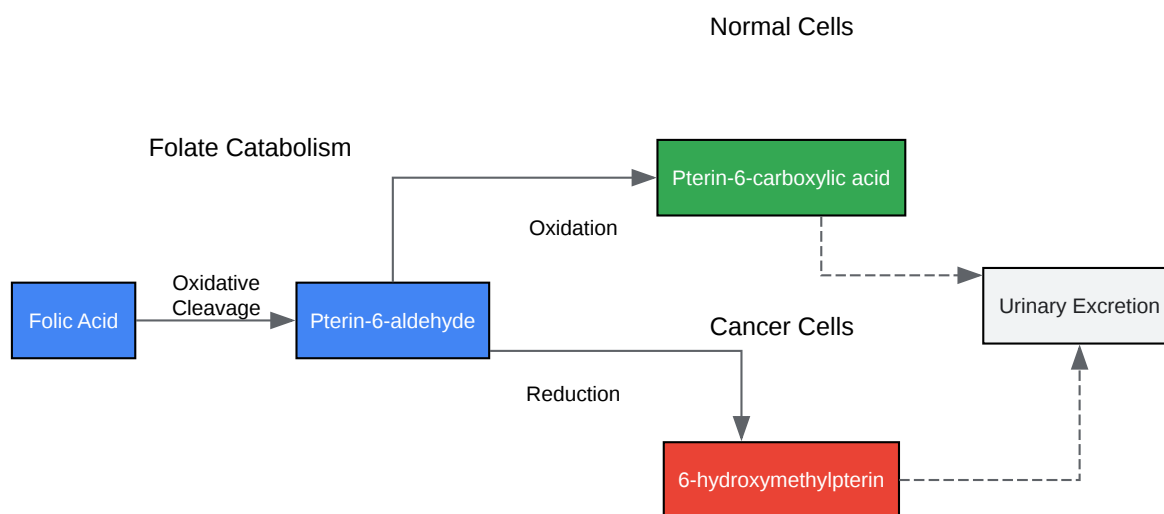 Normal Cells
Folate Catabolism
Pterin-6-carboxylic acid
Oxidation
Oxidative
Cleavage
Folic Acid
Pterin-6-aldehyde
Urinary Excretion
Cancer Cells
Reduction
6-hydroxymethylpterin